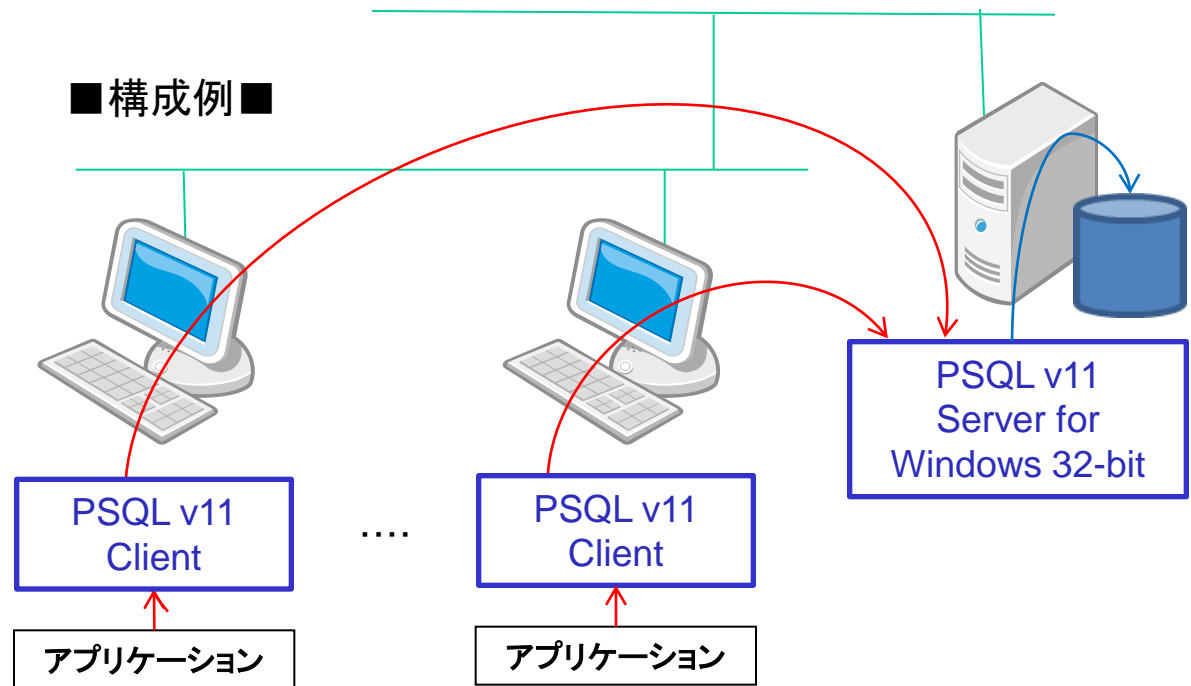 ■構成例■
PSQL v11
Server for
Windows 32-bit
PSQL v11
Client
‥‥
PSQL v11
Client
アプリケーション
アプリケーション